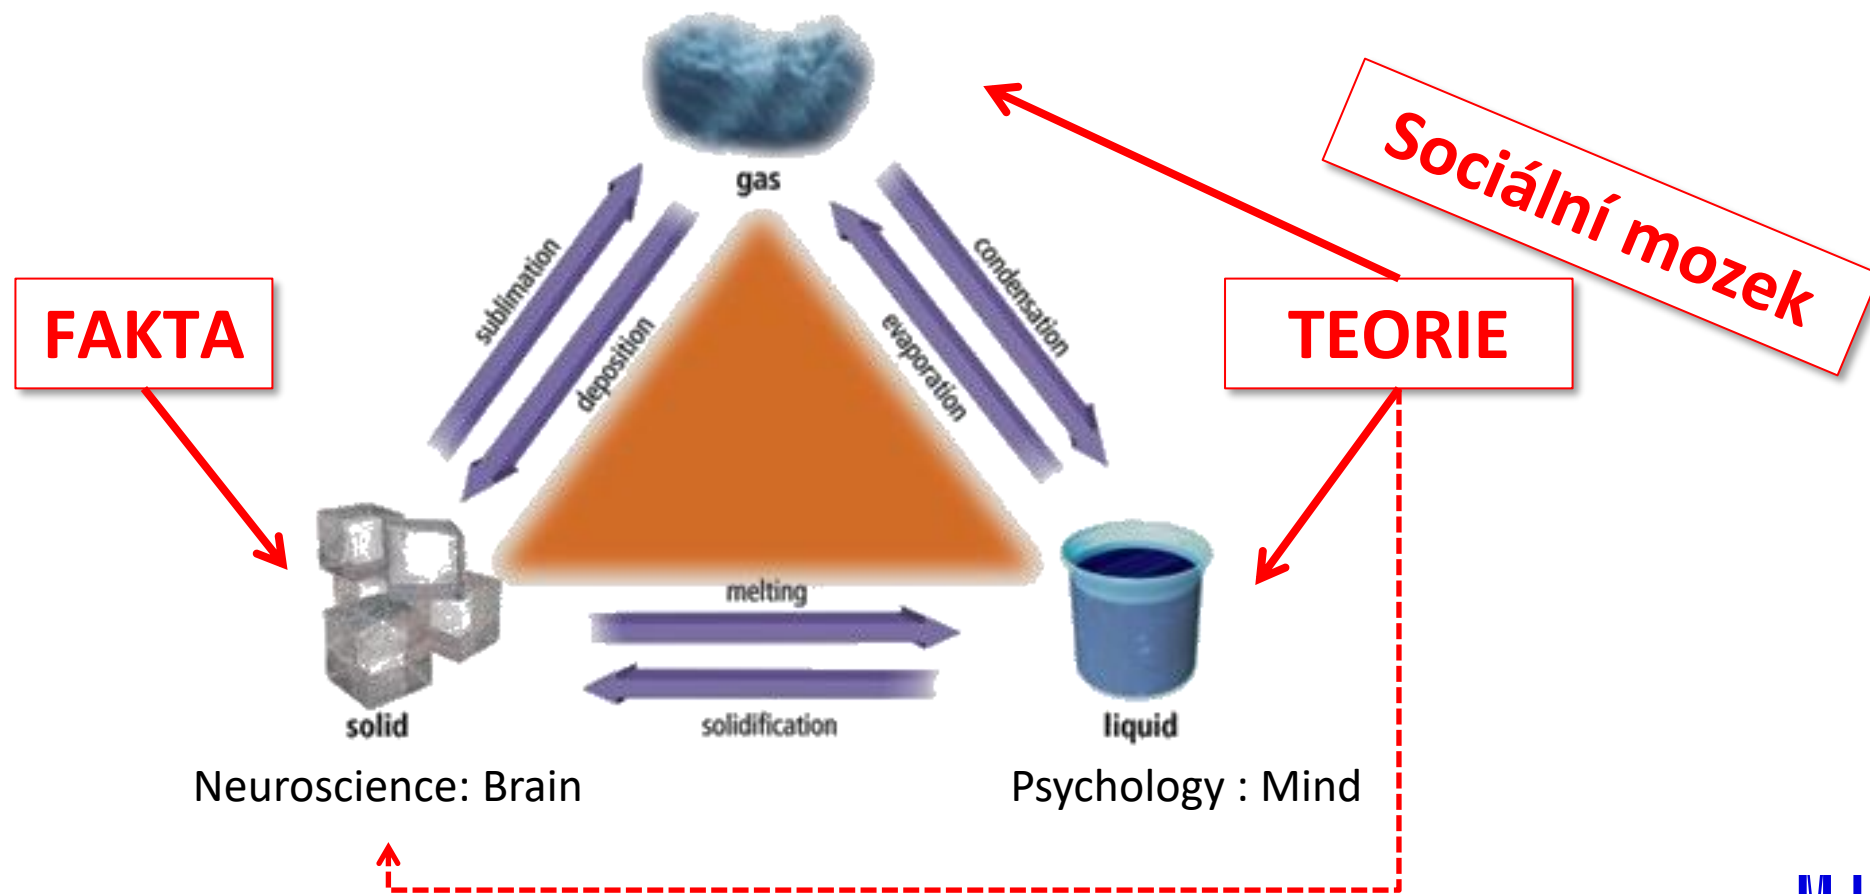 gas
Sociální mozek
sublimation
deposition
condensation
evaporation
FAKTA
TEORIE
melting
solidification
solid
liquid
Neuroscience: Brain
Psychology : Mind